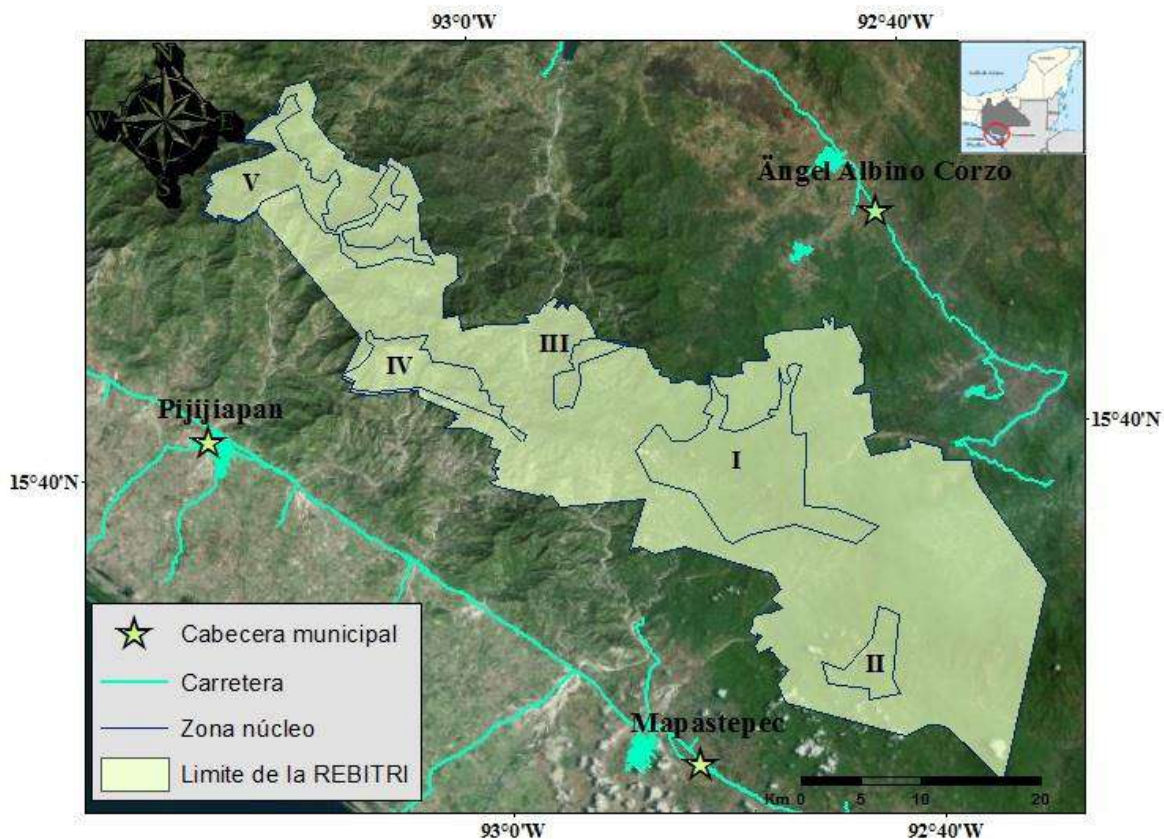 93°0'W 92°40'W
N
W E
S
Ängel Albino Corzo
V
III
IV
Pijijiapan
15°40'N
I
15°40'N
II
Mapastepec
Cabecera municipal
Carretera
Zona núcleo
Limite de la REBITRI
Km 0 5 10 20
93°0'W 92°40'W